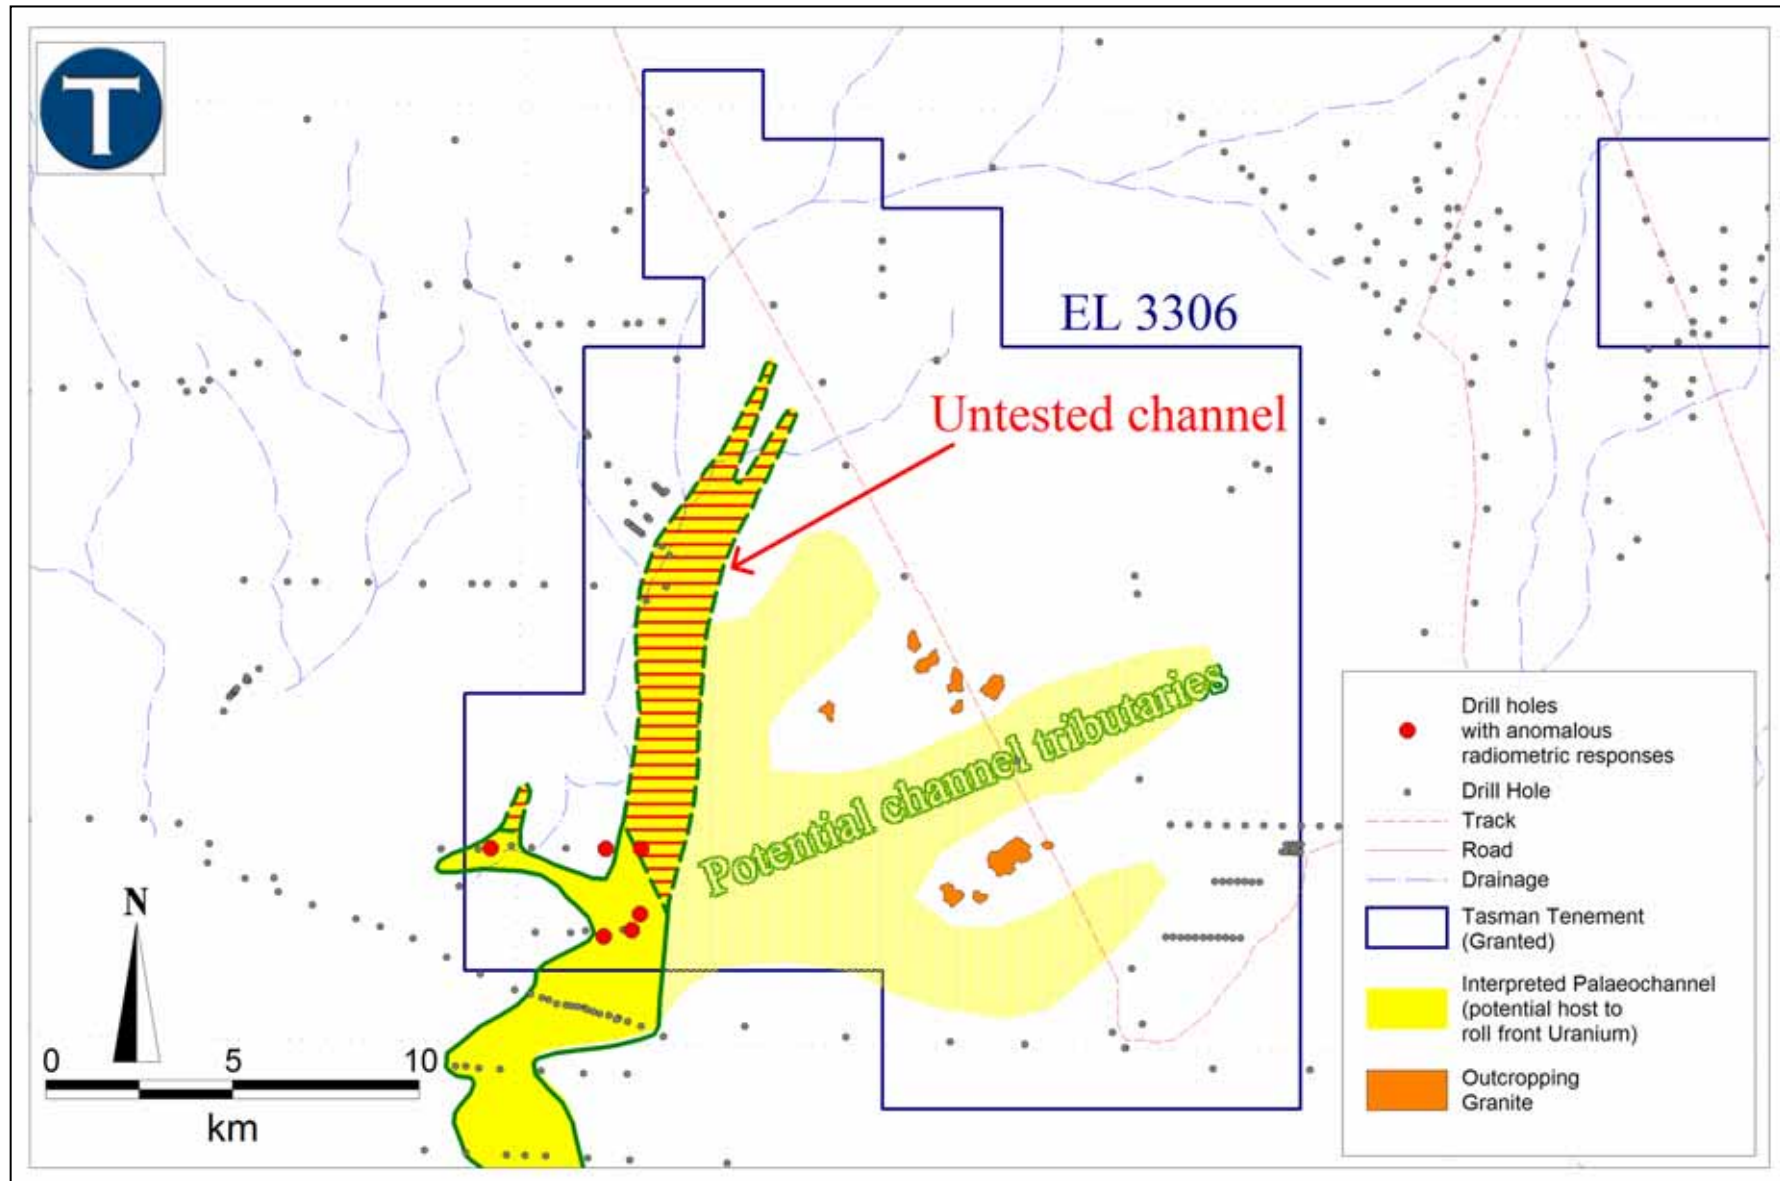 T
EL 3306
Untested channel
Potential channel tributaries
N
0 5 10
km
Drill holes
with anomalous
radiometric responses
Drill Hole
Track
Road
Drainage
Tasman Tenement
(Granted)
Interpreted Palaeochannel
(potential host to
roll front Uranium)
Outcropping
Granite